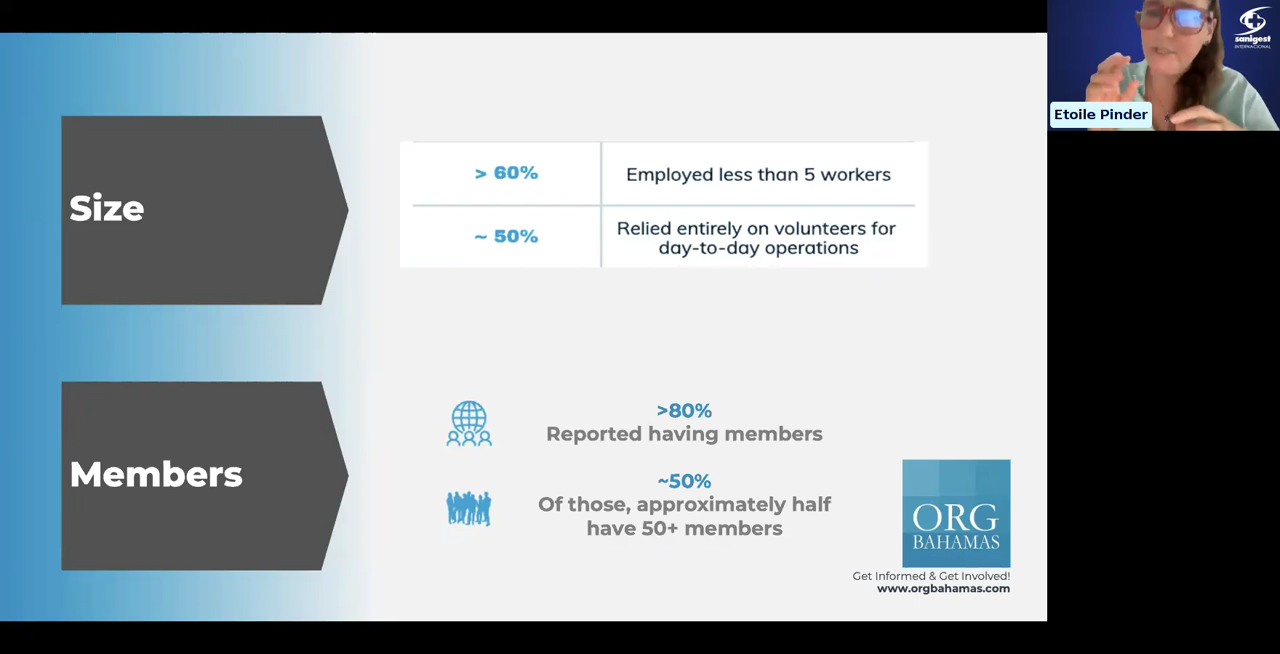 Size
> 60%
Employed less than 5 workers
~ 50%
Relied entirely on volunteers for
day-to-day operations
Members
>80%
Reported having members
~50%
Of those, approximately half
have 50+ members
ORG
BAHAMAS
Get Informed & Get Involved!
www.orgbahamas.com
sanigest
INTERNACIONAL
Etoile Pinder